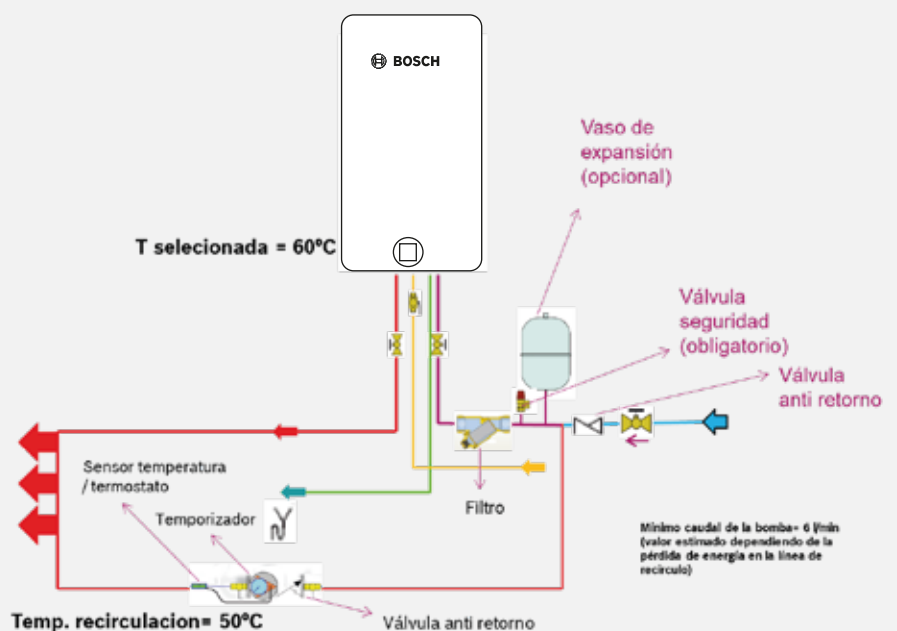 BOSCH
Vaso de
expansión
(opcional)
T selecionada = 60ºC
Válvula
seguridad
(obligatorio)
Válvula
anti retorno
Sensor temperatura
/ termostato
Temporizador
Filtro
Mínimo caudal de la bomba= 6 l/min
(valor estimado dependiendo de la
pérdida de energía en la línea de
recirculo)
Temp. recirculacion= 50ºC
Válvula anti retorno